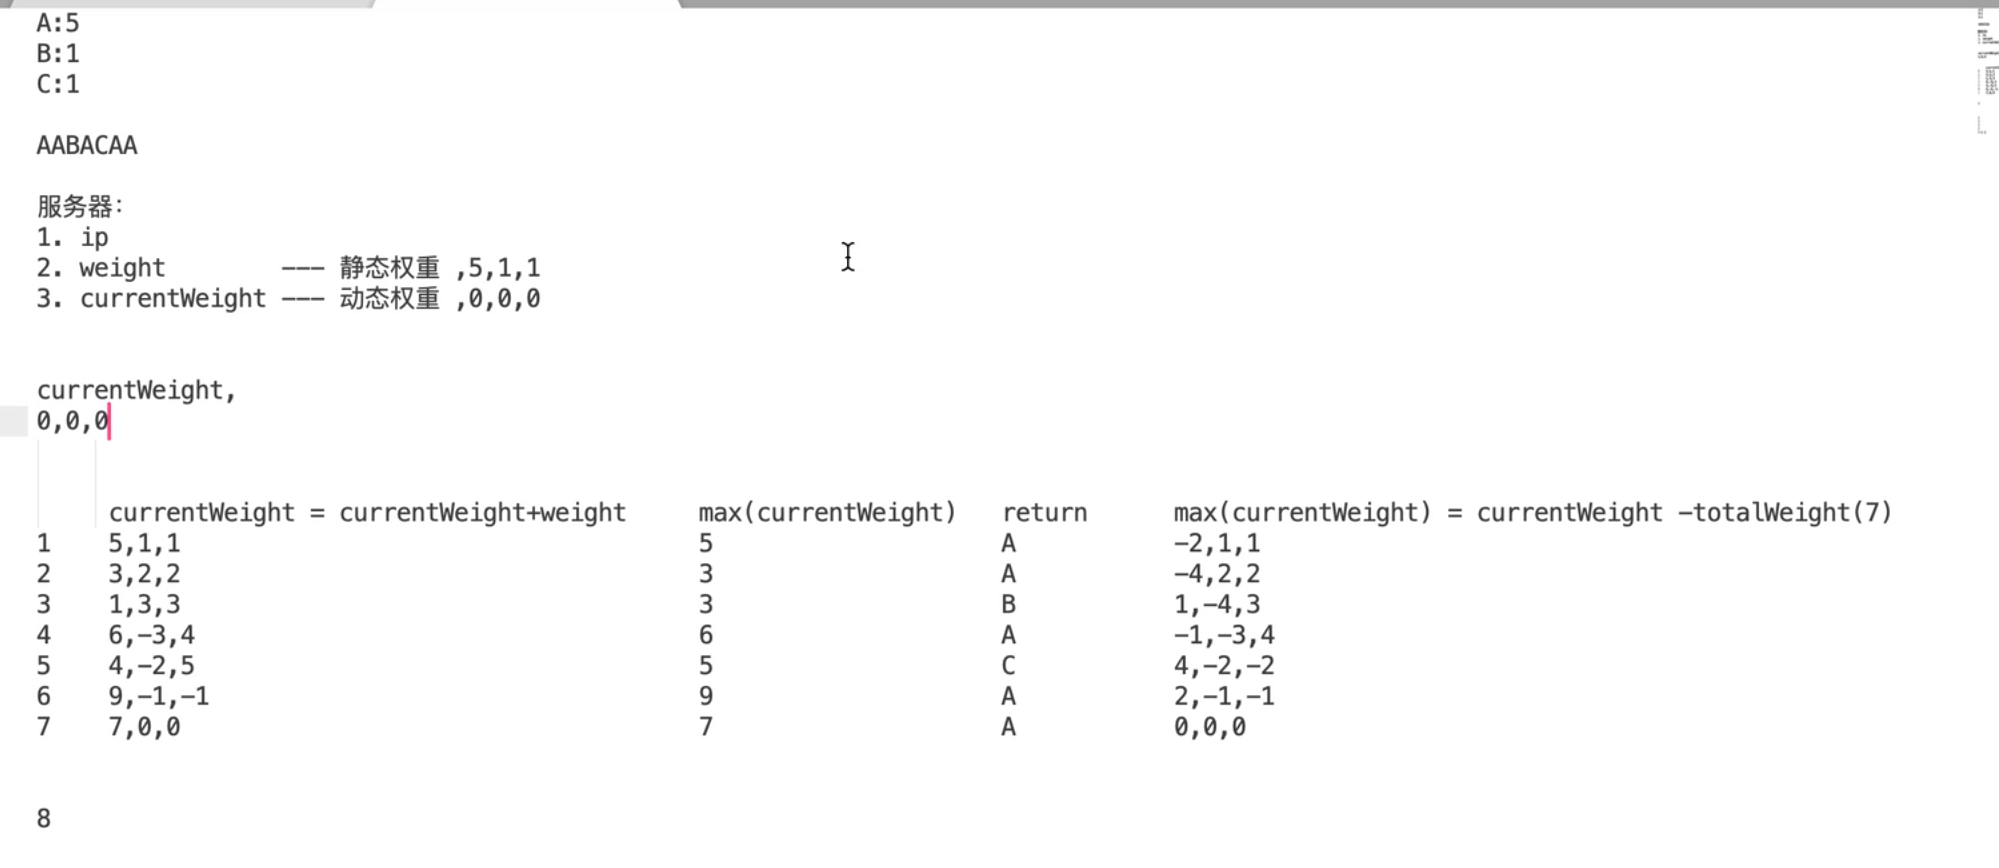 A:5
B:1
C:1
AABACAA
服务器：
1. ip
2. weight        --- 静态权重 ,5,1,1
3. currentWeight --- 动态权重 ,0,0,0
currentWeight,
0,0,0
currentWeight = currentWeight+weight     max(currentWeight)   return      max(currentWeight) = currentWeight -totalWeight(7)
1    5,1,1                                    5                    A           -2,1,1
2    3,2,2                                    3                    A           -4,2,2
3    1,3,3                                    3                    B           1,-4,3
4    6,-3,4                                   6                    A           -1,-3,4
5    4,-2,5                                   5                    C           4,-2,-2
6    9,-1,-1                                  9                    A           2,-1,-1
7    7,0,0                                    7                    A           0,0,0
8